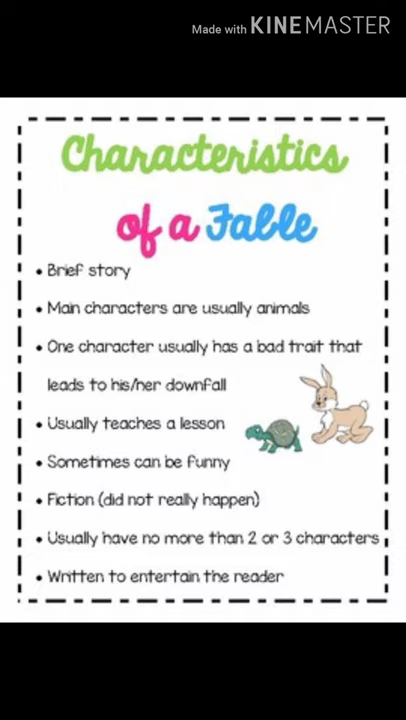 Made with KINEMASTER
Characteristics
of a Fable
• Brief story
• Main characters are usually animals
• One character usually has a bad trait that
leads to his/her downfall
• Usually teaches a lesson
• Sometimes can be funny
• Fiction (did not really happen)
• Usually have no more than 2 or 3 characters
• Written to entertain the reader